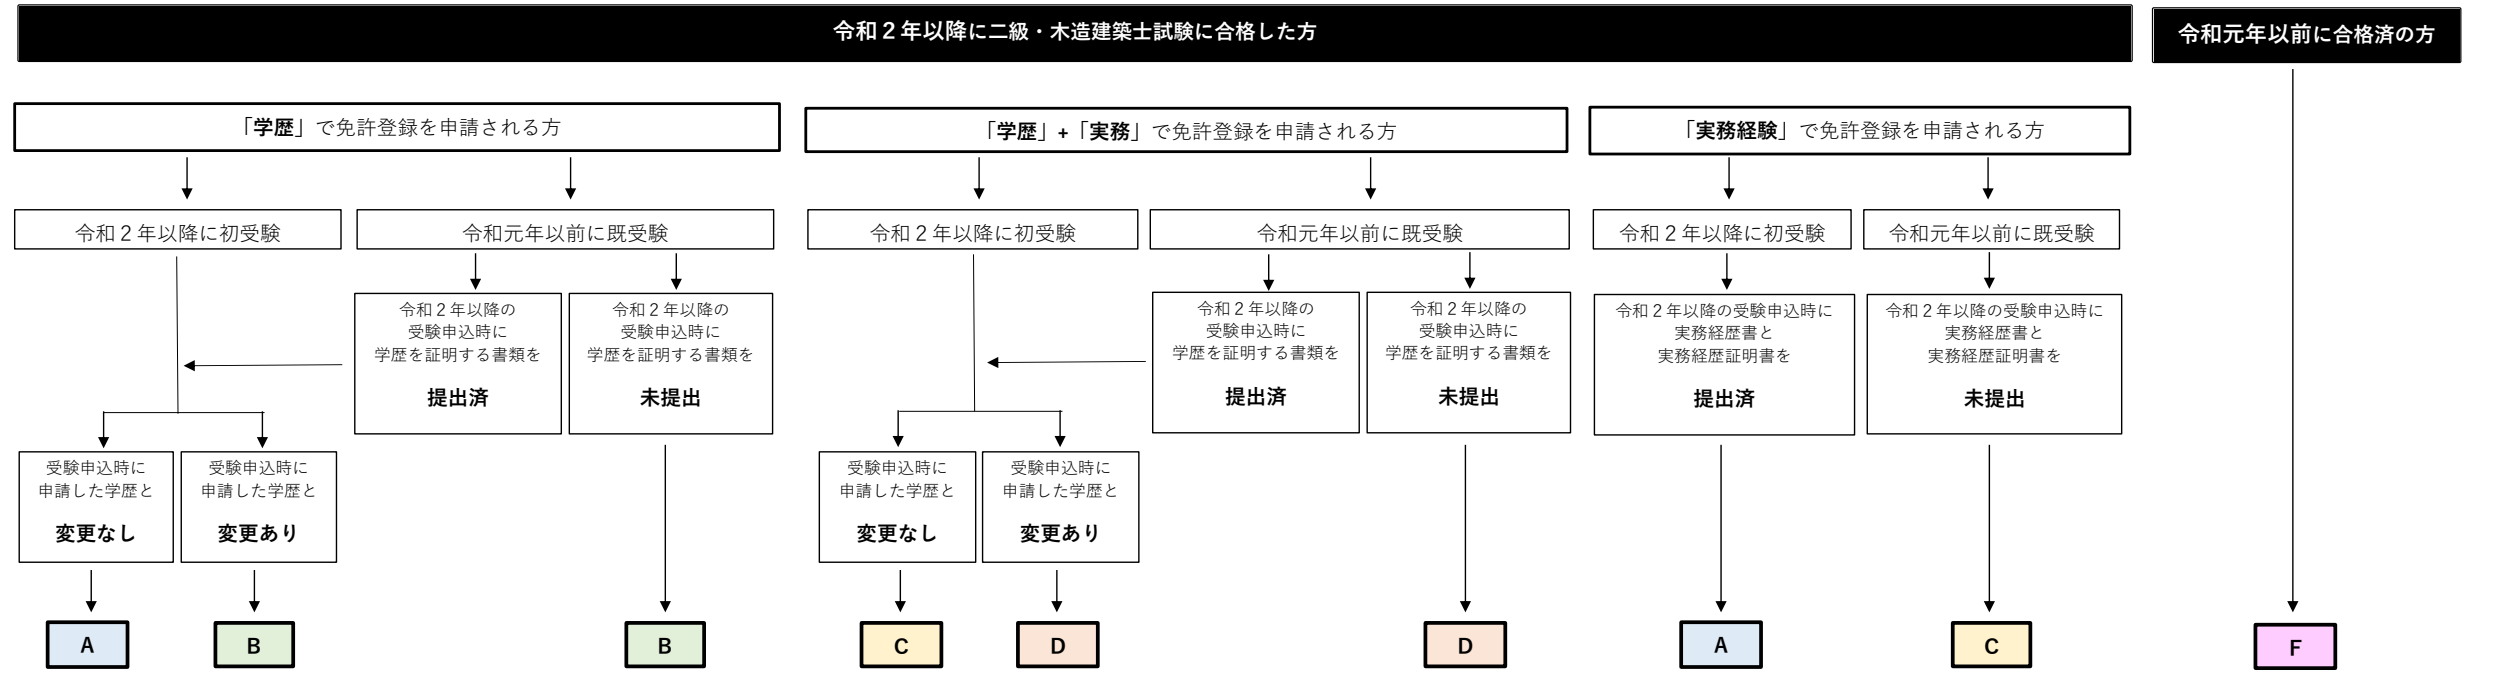 令和２年以降に二級・木造建築士試験に合格した方
令和元年以前に合格済の方
「学歴」で免許登録を申請される方
「学歴」+「実務」で免許登録を申請される方
「実務経験」で免許登録を申請される方
令和２年以降に初受験
令和元年以前に既受験
令和２年以降に初受験
令和元年以前に既受験
令和２年以降に初受験
令和元年以前に既受験
令和２年以降の
受験申込時に
学歴を証明する書類を
提出済
令和２年以降の
受験申込時に
学歴を証明する書類を
未提出
令和２年以降の
受験申込時に
学歴を証明する書類を
提出済
令和２年以降の
受験申込時に
学歴を証明する書類を
未提出
令和２年以降の受験申込時に
実務経歴書と
実務経歴証明書を
提出済
令和２年以降の受験申込時に
実務経歴書と
実務経歴証明書を
未提出
受験申込時に
申請した学歴と
変更なし
受験申込時に
申請した学歴と
変更あり
受験申込時に
申請した学歴と
変更なし
受験申込時に
申請した学歴と
変更あり
A
B
B
C
D
D
A
C
F